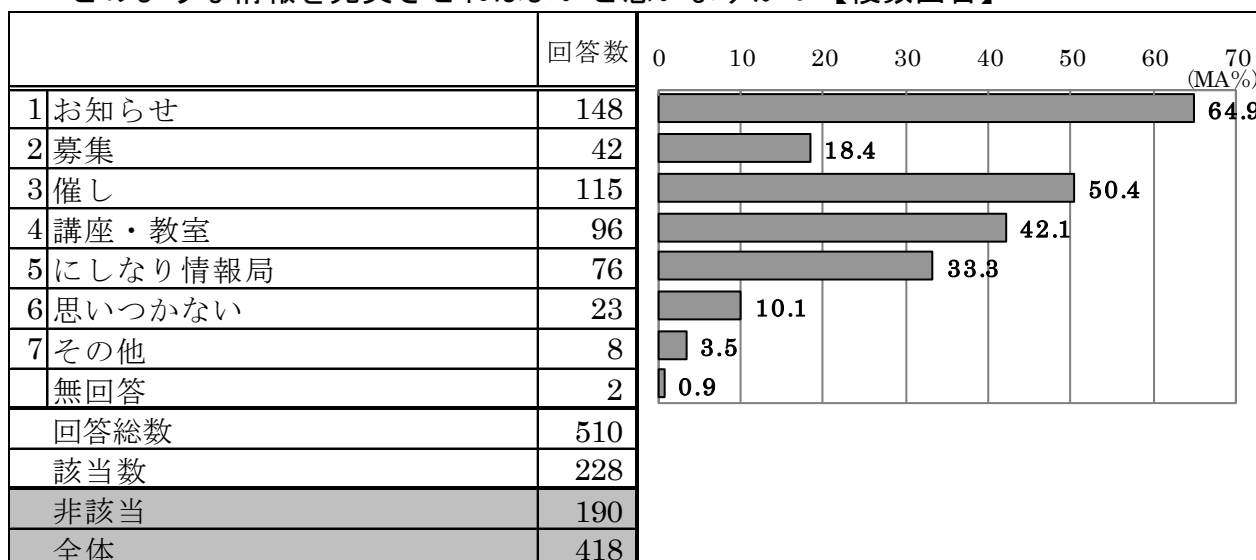 回答数
0 10 20 30 40 50 60 70
(MA%)
1 お知らせ 148 64.9
2 募集 42 18.4
3 催し 115 50.4
4 講座・教室 96 42.1
5 にしなり情報局 76 33.3
6 思いつかない 23 10.1
7 その他 8 3.5
無回答 2 0.9
回答総数 510
該当数 228
非該当 190
全体 418